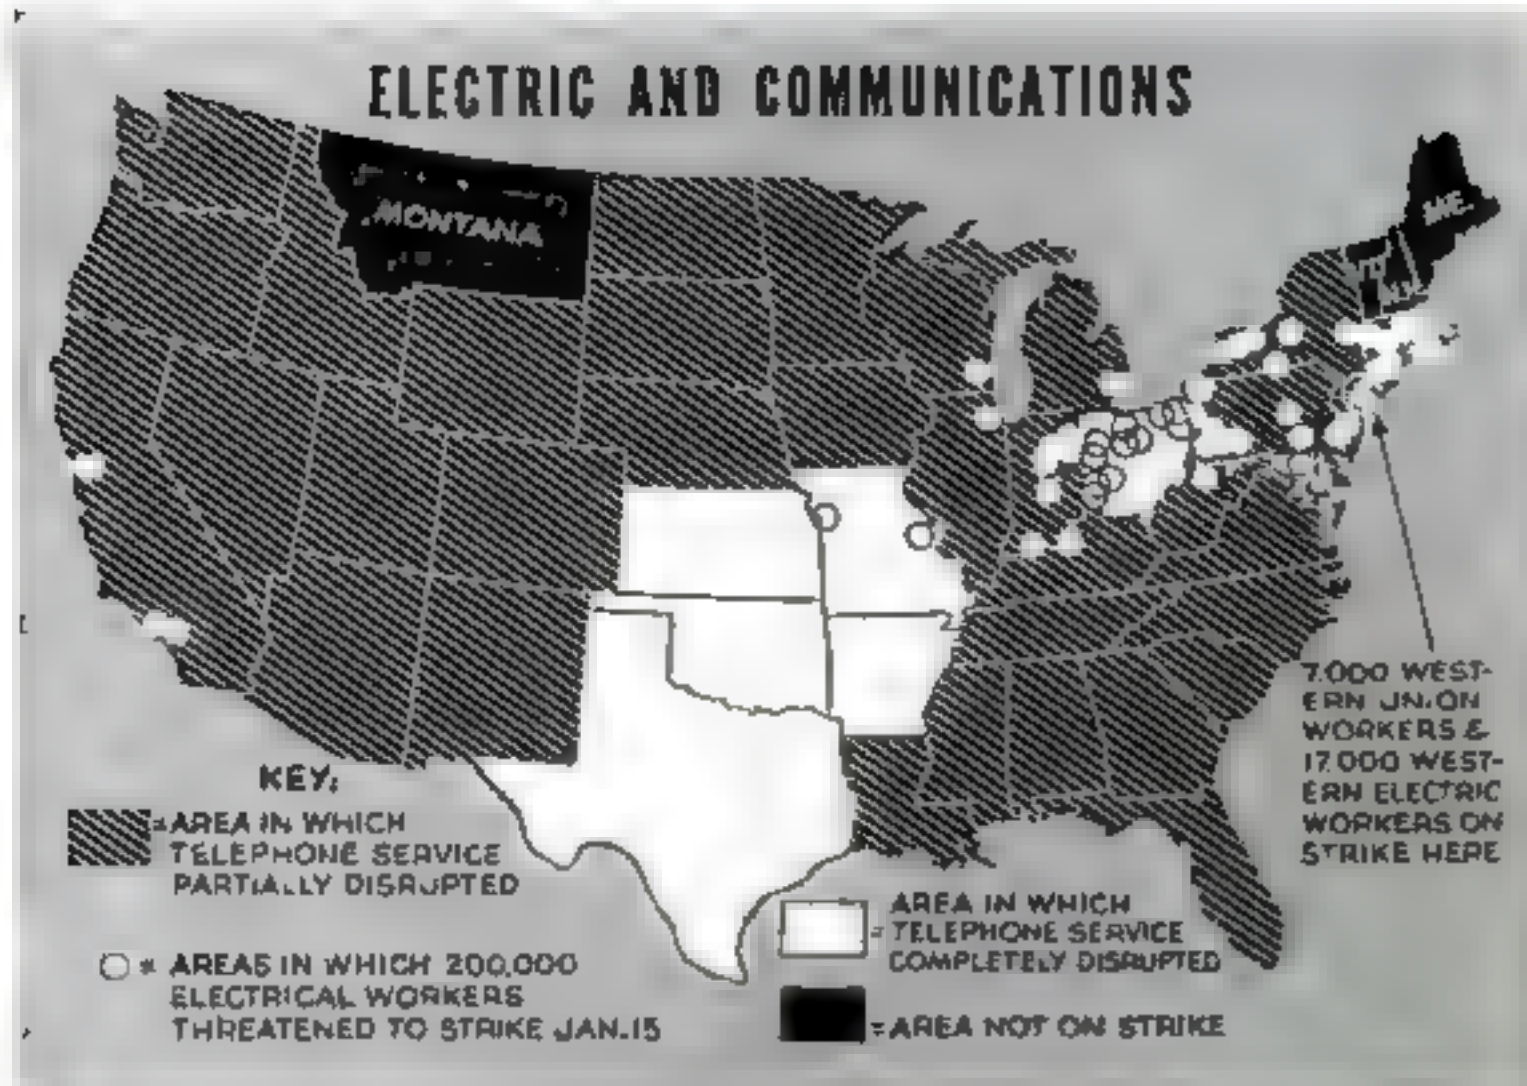 ELECTRIC AND COMMUNICATIONS
MONTANA
ME.
7,000 WEST-
ERN UNION
WORKERS &
17,000 WEST-
ERN ELECTRIC
WORKERS ON
STRIKE HERE
KEY:
= AREA IN WHICH
TELEPHONE SERVICE
PARTIALLY DISRUPTED
= AREAS IN WHICH 200,000
ELECTRICAL WORKERS
THREATENED TO STRIKE JAN. 15
= AREA IN WHICH
TELEPHONE SERVICE
COMPLETELY DISRUPTED
= AREA NOT ON STRIKE